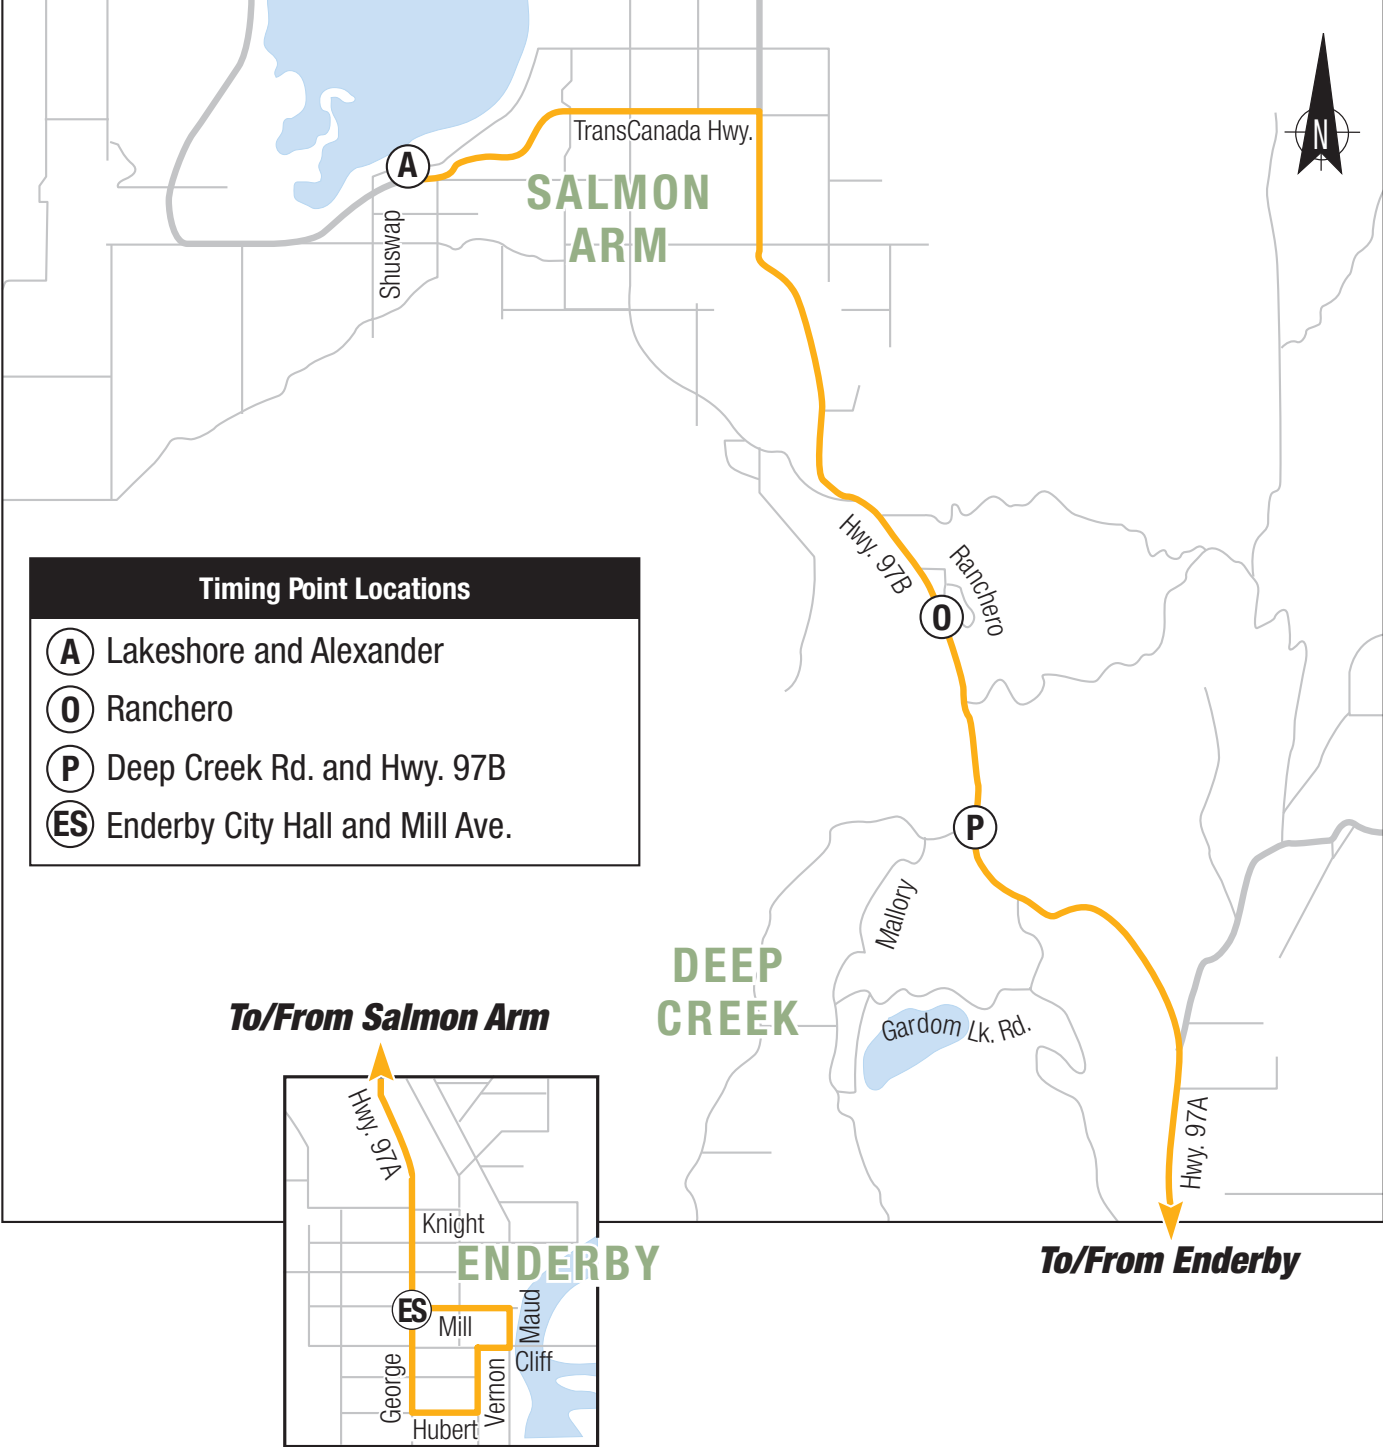 N
A
TransCanada Hwy.
SALMON
ARM
Shuswap
Hwy. 97B
Ranchero
O
Timing Point Locations
A Lakeshore and Alexander
O Ranchero
P Deep Creek Rd. and Hwy. 97B
ES Enderby City Hall and Mill Ave.
P
Mallory
DEEP
CREEK
Gardom Lk. Rd.
Hwy. 97A
To/From Enderby
To/From Salmon Arm
Hwy. 97A
Knight
ENDERBY
ES
Mill
Maud
Cliff
George
Vernon
Hubert